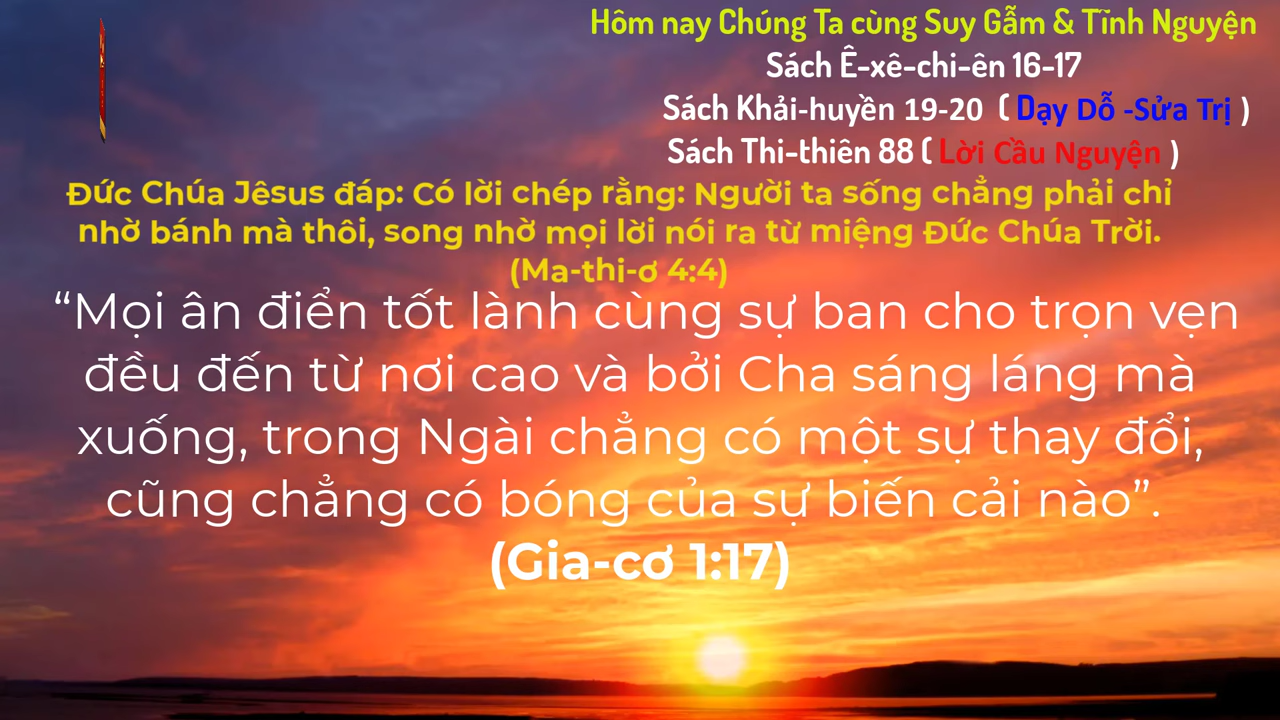 Hôm nay Chúng Ta cùng Suy Gẫm & Tĩnh Nguyện
Sách Ê-xê-chi-ên 16-17
Sách Khải-huyền 19-20 ( Dạy Dỗ -Sửa Trị )
Sách Thi-thiên 88 ( Lời Cầu Nguyện )
Đức Chúa Jêsus đáp: Có lời chép rằng: Người ta sống chẳng phải chỉ
nhờ bánh mà thôi, song nhờ mọi lời nói ra từ miệng Đức Chúa Trời.
(Ma-thi-ơ 4:4)
“Mọi ân điển tốt lành cùng sự ban cho trọn vẹn
đều đến từ nơi cao và bởi Cha sáng láng mà
xuống, trong Ngài chẳng có một sự thay đổi,
cũng chẳng có bóng của sự biến cải nào”.
(Gia-cơ 1:17)